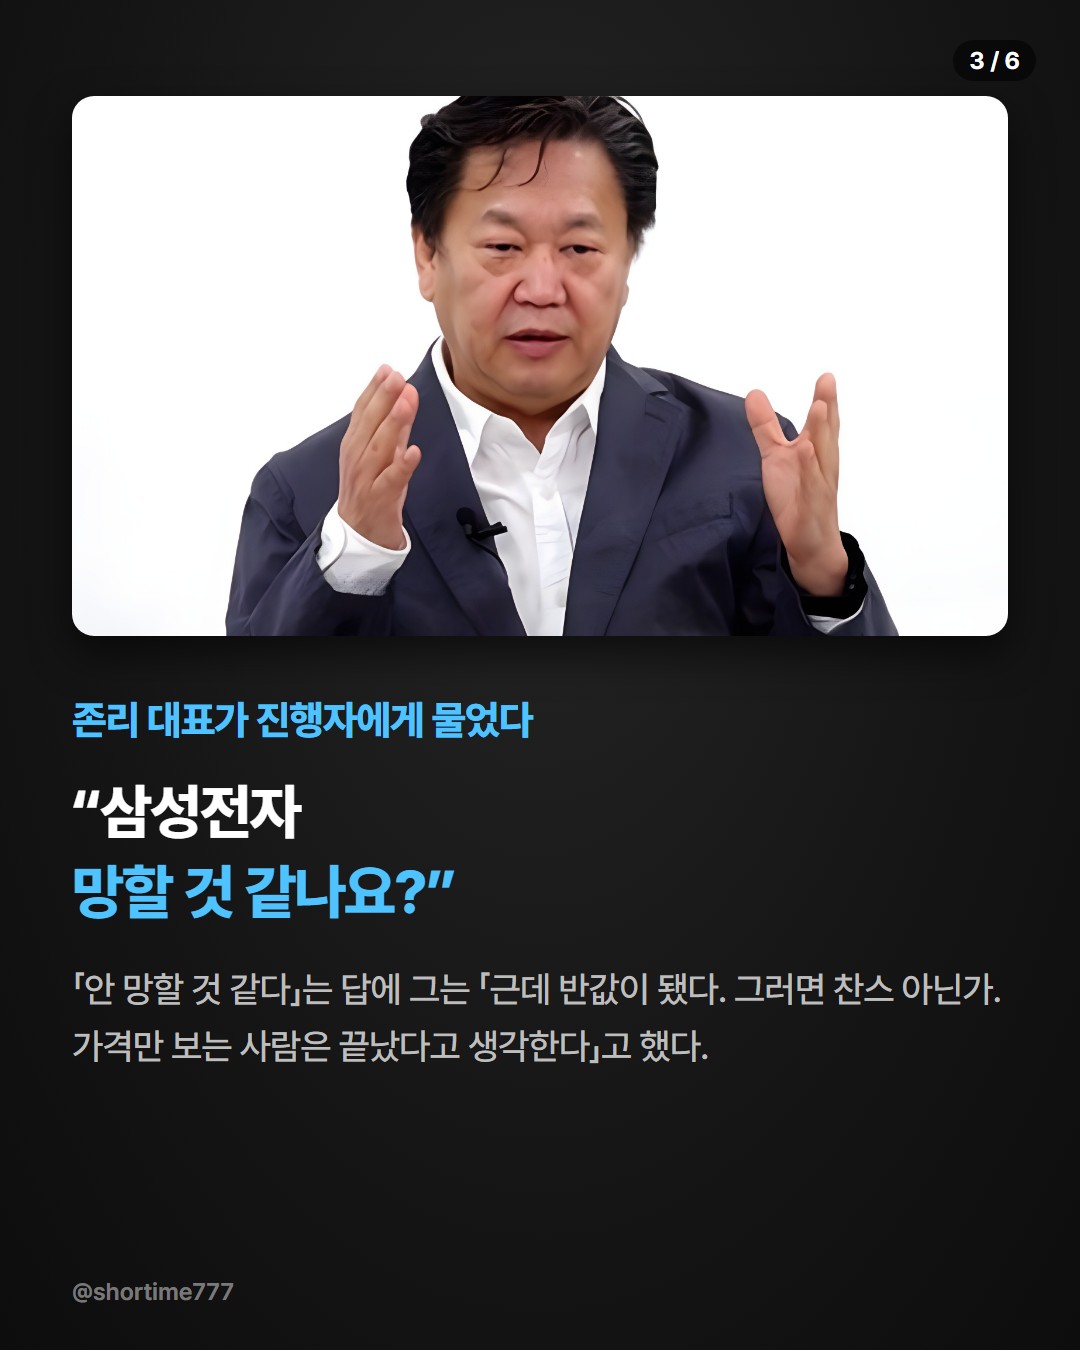 3 / 6
존리 대표가 진행자에게 물었다
“삼성전자
망할 것 같나요?”
「안 망할 것 같다」는 답에 그는 「근데 반값이 됐다. 그러면 찬스 아닌가.
가격만 보는 사람은 끝났다고 생각한다」고 했다.
@shortime777